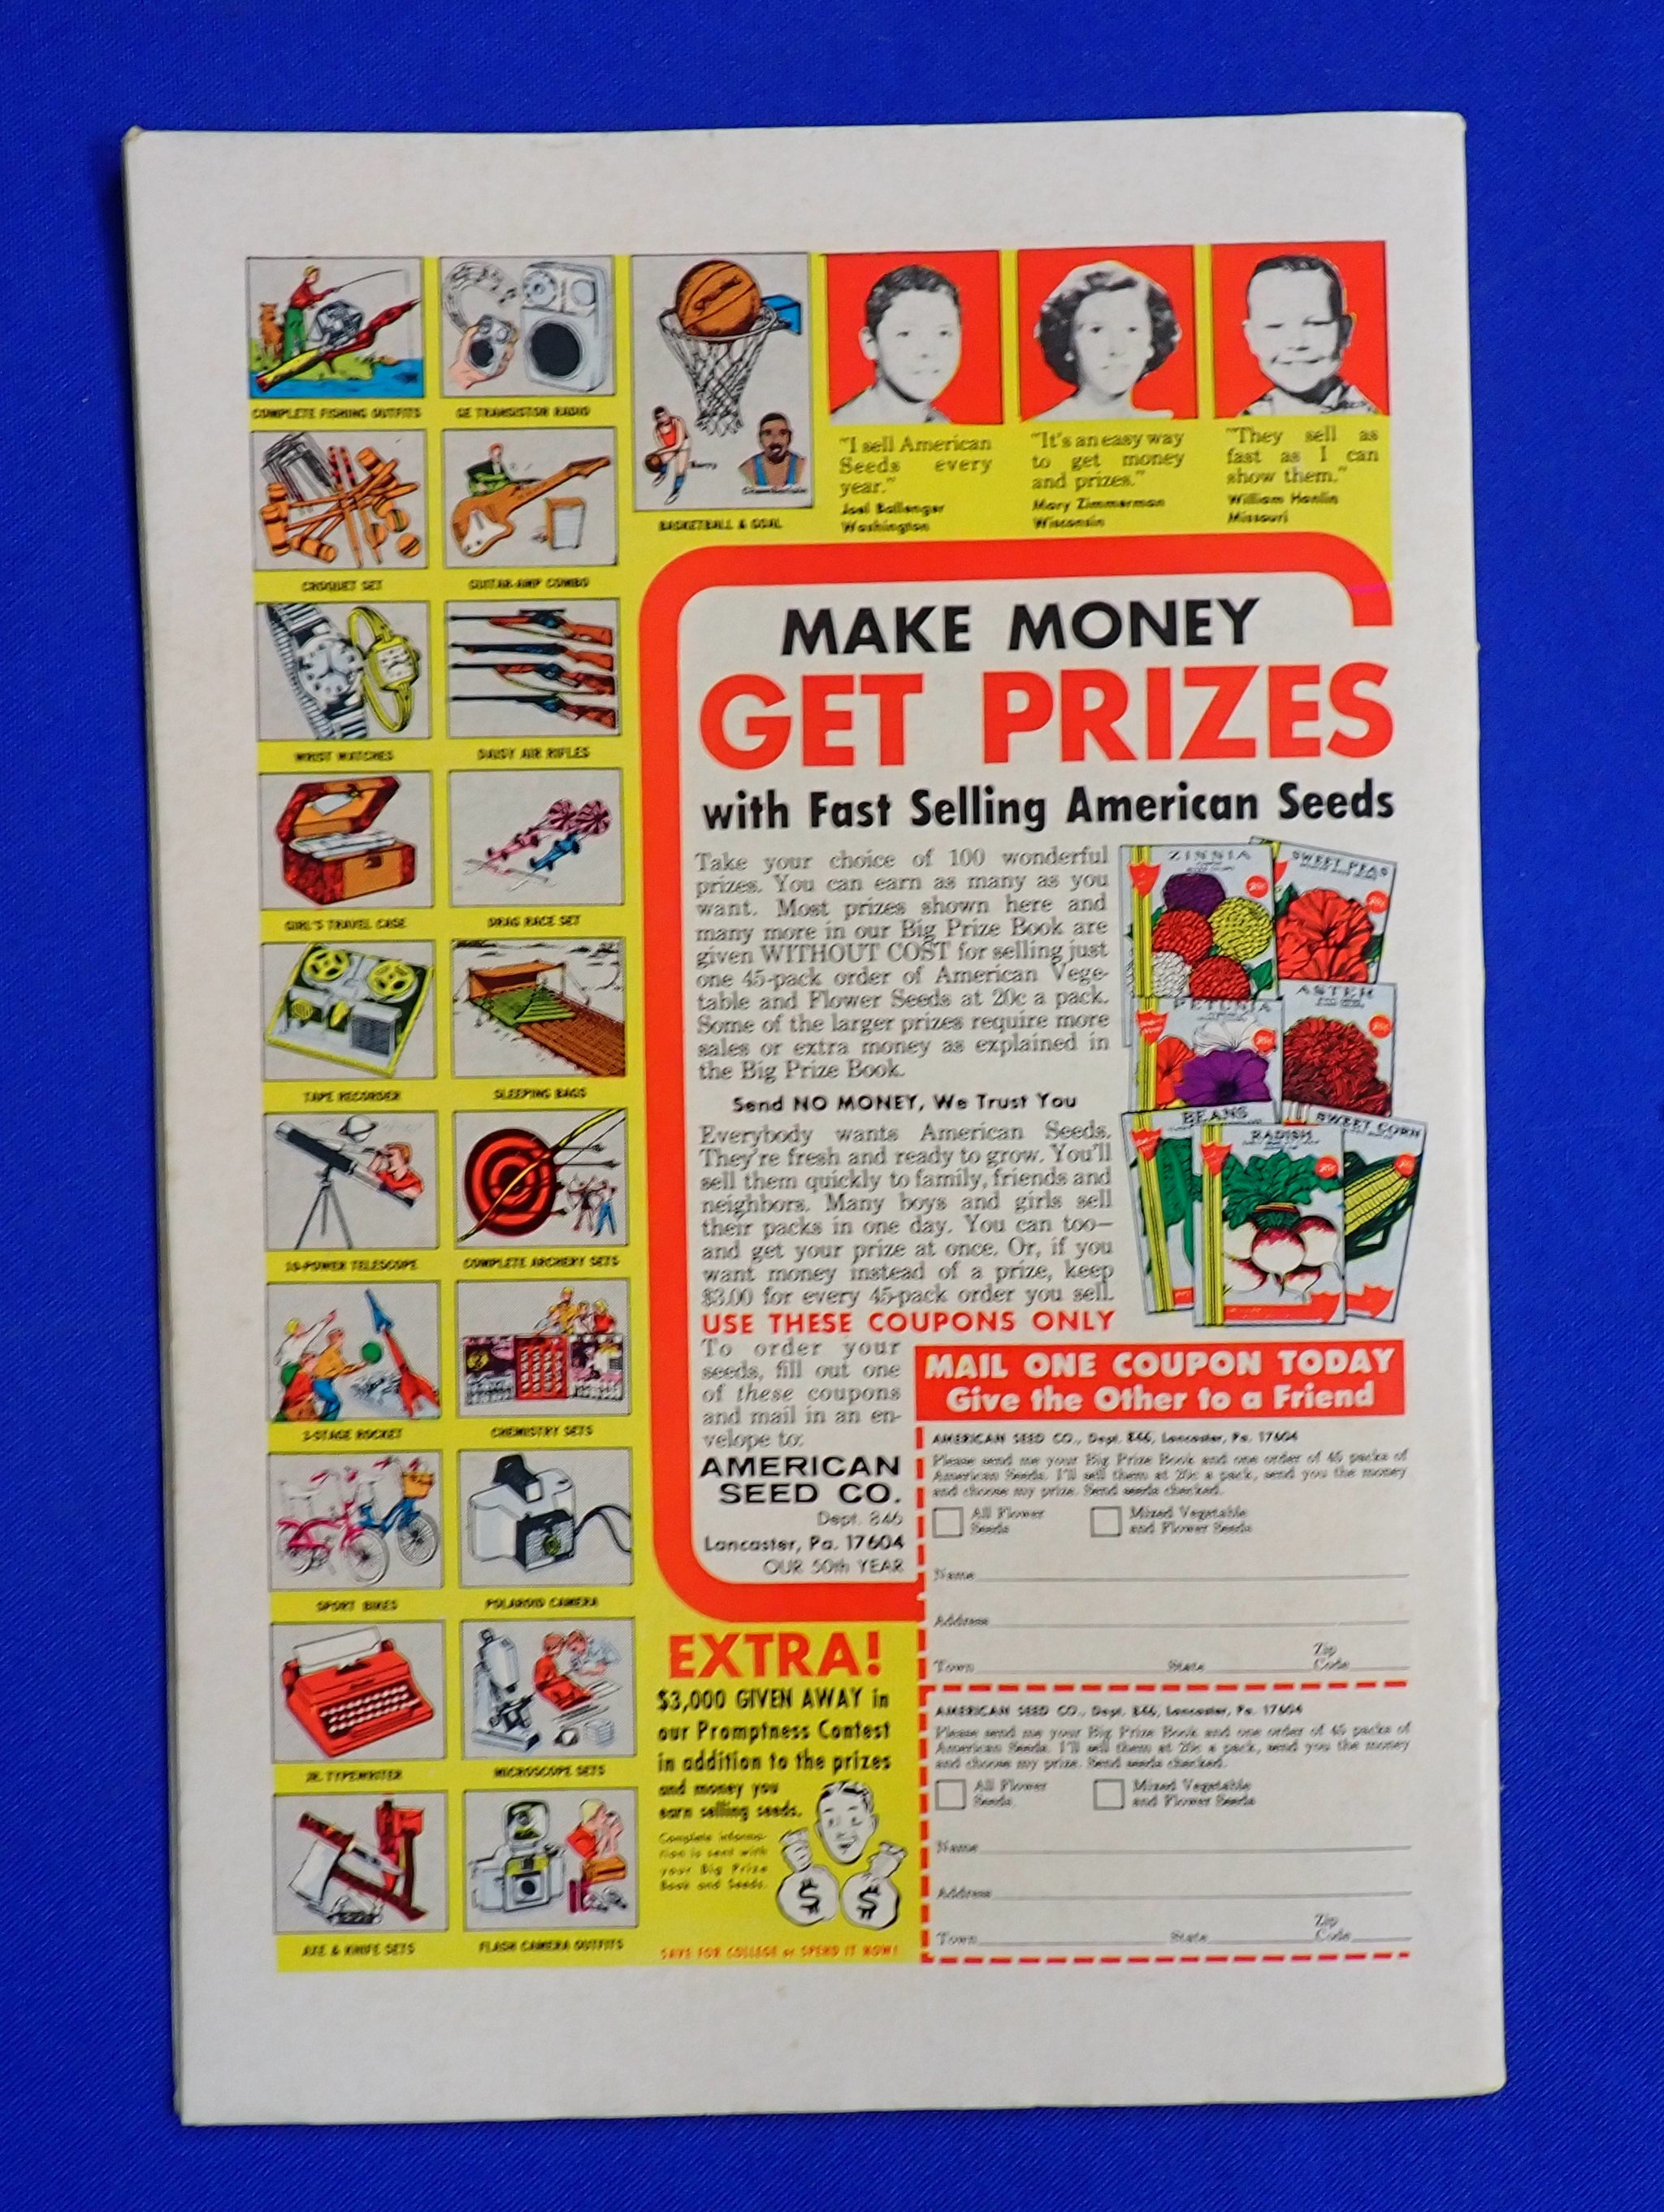 COMPLETE FISHING OUTFITS
GE TRANSISTOR RADIO
Barry
Chamberlain
BASKETBALL & GOAL
"I sell American
Seeds every
year."
Joel Ballenger
Washington
"It's an easy way
to get money
and prizes."
Mary Zimmerman
Wisconsin
"They sell as
fast as I can
show them."
William Hanlin
Missouri
CROQUET SET
GUITAR-AMP COMBO
WRIST WATCHES
DAISY AIR RIFLES
GIRL'S TRAVEL CASE
DRAG RACE SET
TAPE RECORDER
SLEEPING BAGS
10-POWER TELESCOPE
COMPLETE ARCHERY SETS
2-STAGE ROCKET
CHEMISTRY SETS
SPORT BIKES
POLAROID CAMERA
JR. TYPEWRITER
MICROSCOPE SETS
AXE & KNIFE SETS
FLASH CAMERA OUTFITS
MAKE MONEY
GET PRIZES
with Fast Selling American Seeds
Take your choice of 100 wonderful
prizes. You can earn as many as you
want. Most prizes shown here and
many more in our Big Prize Book are
given WITHOUT COST for selling just
one 45-pack order of American Vege-
table and Flower Seeds at 20c a pack.
Some of the larger prizes require more
sales or extra money as explained in
the Big Prize Book.
Send NO MONEY, We Trust You
Everybody wants American Seeds.
They're fresh and ready to grow. You'll
sell them quickly to family, friends and
neighbors. Many boys and girls sell
their packs in one day. You can too—
and get your prize at once. Or, if you
want money instead of a prize, keep
$3.00 for every 45-pack order you sell.
USE THESE COUPONS ONLY
To order your
seeds, fill out one
of these coupons
and mail in an en-
velope to:
AMERICAN
SEED CO.
Dept. 846
Lancaster, Pa. 17604
OUR 50th YEAR
ZINNIA
SWEET PEAS
PETUNIA
ASTER
BEANS
RADISH
SWEET CORN
MAIL ONE COUPON TODAY
Give the Other to a Friend
AMERICAN SEED CO., Dept. 846, Lancaster, Pa. 17604
Please send me your Big Prize Book and one order of 45 packs of
American Seeds. I'll sell them at 20c a pack, send you the money
and choose my prize. Send seeds checked.
All Flower
Seeds
Mixed Vegetable
and Flower Seeds
Name
Address
Town State Zip Code
AMERICAN SEED CO., Dept. 846, Lancaster, Pa. 17604
Please send me your Big Prize Book and one order of 45 packs of
American Seeds. I'll sell them at 20c a pack, send you the money
and choose my prize. Send seeds checked.
All Flower
Seeds
Mixed Vegetable
and Flower Seeds
Name
Address
Town State Zip Code
EXTRA!
$3,000 GIVEN AWAY in
our Promptness Contest
in addition to the prizes
and money you
earn selling seeds.
Complete informa-
tion is sent with
your Big Prize
Book and Seeds.
$ $
SAVE FOR COLLEGE or SPEND IT NOW!